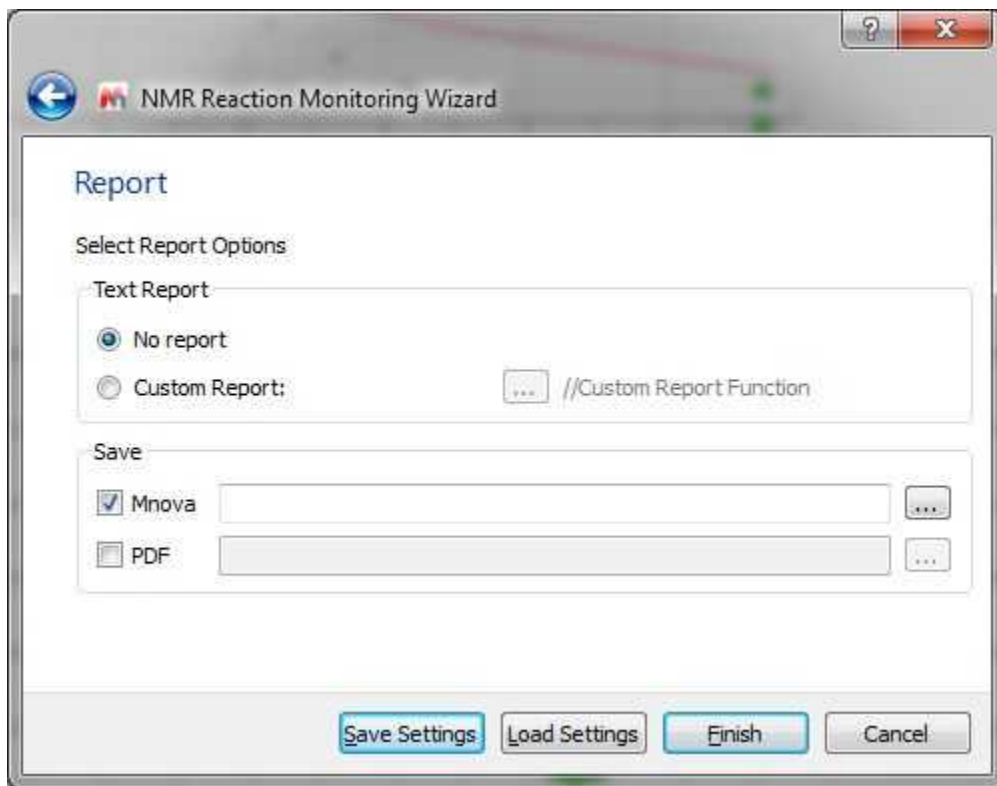 NMR Reaction Monitoring Wizard
Report
Select Report Options
Text Report
No report
Custom Report:
... //Custom Report Function
Save
Mnova
...
PDF
...
Save Settings Load Settings Finish Cancel